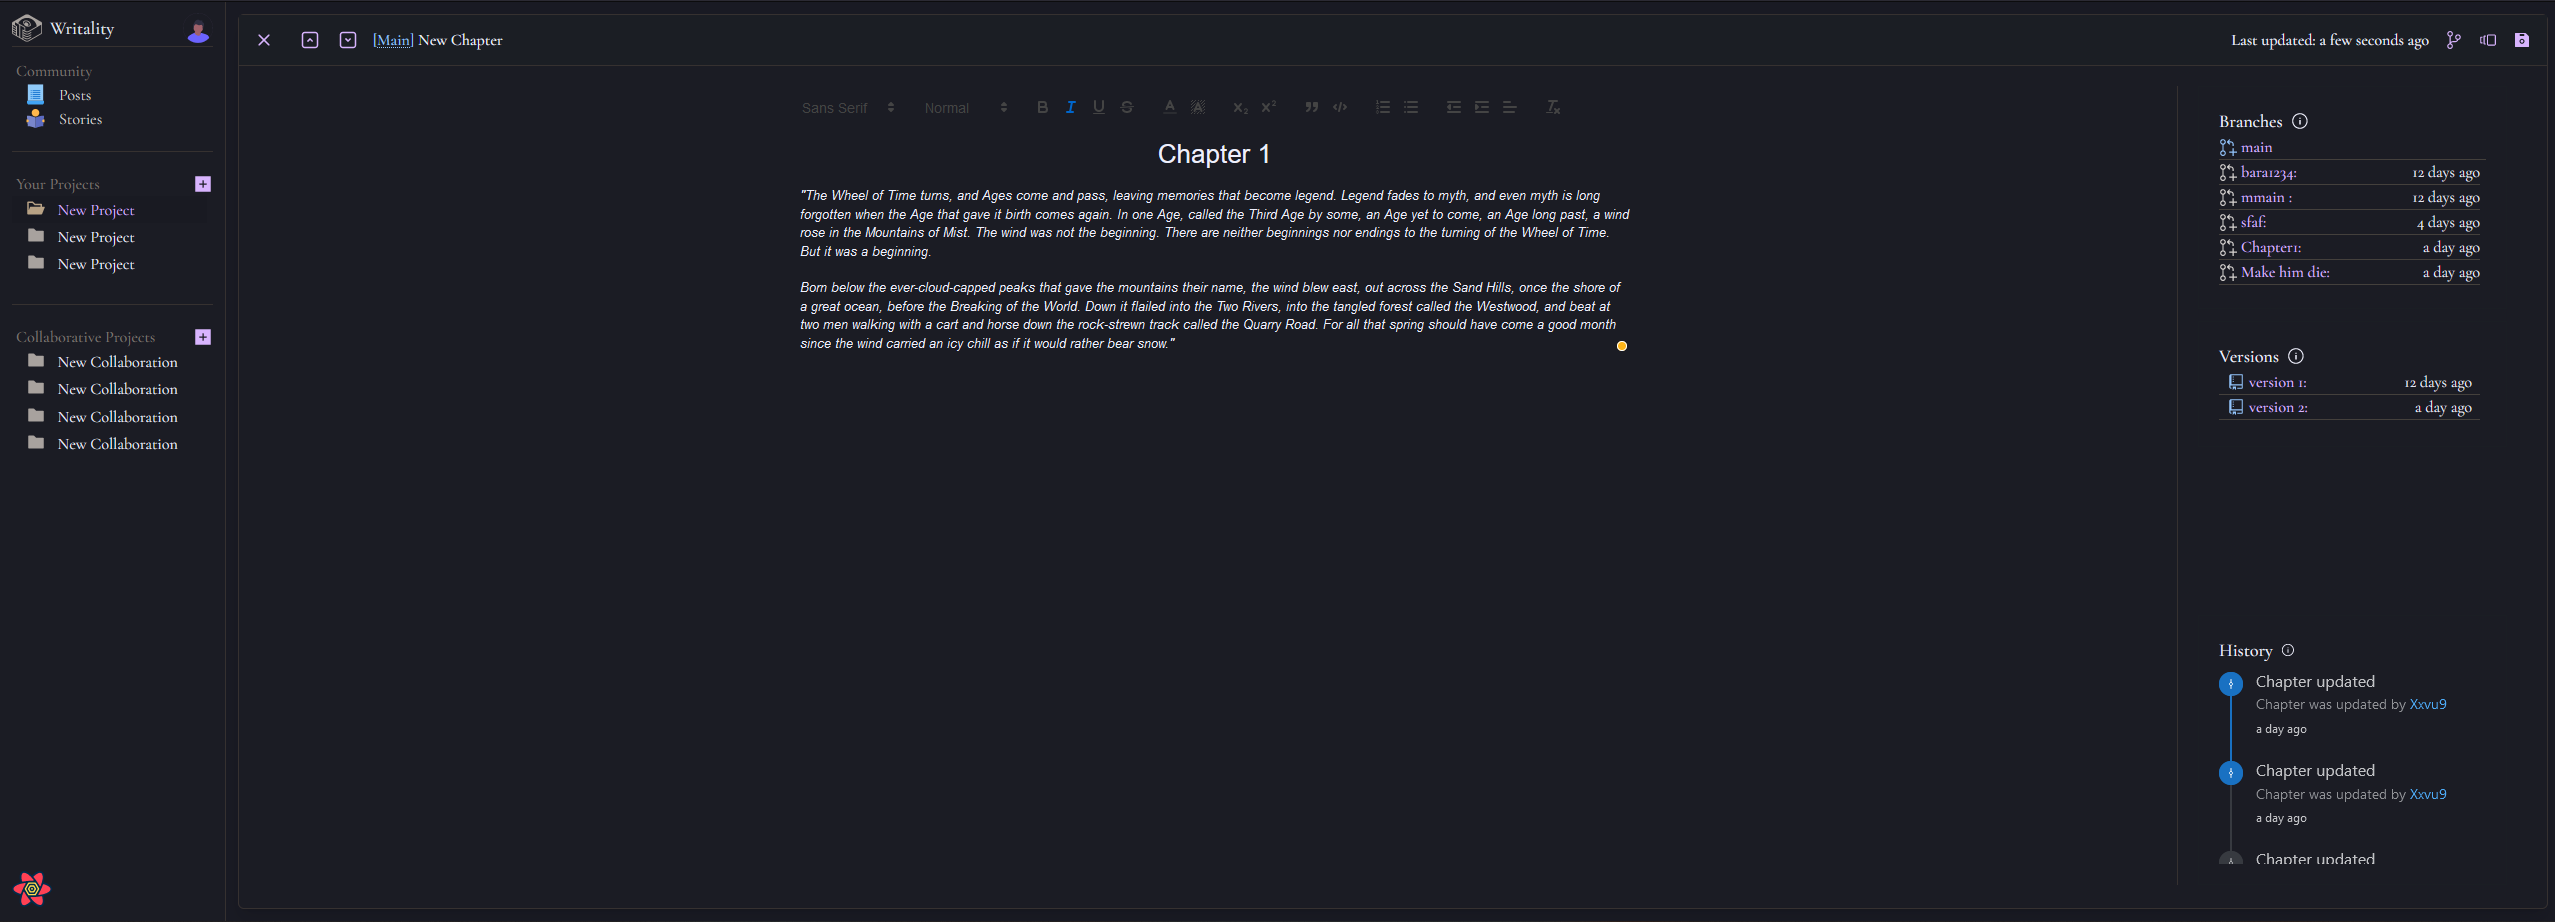 Writality
Community
Posts
Stories
Your Projects
New Project
New Project
New Project
Collaborative Projects
New Collaboration
New Collaboration
New Collaboration
New Collaboration
[Main] New Chapter
Last updated: a few seconds ago
Sans Serif
Normal
Chapter 1
"The Wheel of Time turns, and Ages come and pass, leaving memories that become legend. Legend fades to myth, and even myth is long
forgotten when the Age that gave it birth comes again. In one Age, called the Third Age by some, an Age yet to come, an Age long past, a wind
rose in the Mountains of Mist. The wind was not the beginning. There are neither beginnings nor endings to the turning of the Wheel of Time.
But it was a beginning.
Born below the ever-cloud-capped peaks that gave the mountains their name, the wind blew east, out across the Sand Hills, once the shore of
a great ocean, before the Breaking of the World. Down it flailed into the Two Rivers, into the tangled forest called the Westwood, and beat at
two men walking with a cart and horse down the rock-strewn track called the Quarry Road. For all that spring should have come a good month
since the wind carried an icy chill as if it would rather bear snow."
Branches
main
bara1234: 12 days ago
mmain : 12 days ago
sfaf: 4 days ago
Chapter1: a day ago
Make him die: a day ago
Versions
version 1: 12 days ago
version 2: a day ago
History
Chapter updated
Chapter was updated by Xxvu9
a day ago
Chapter updated
Chapter was updated by Xxvu9
a day ago
Chapter updated